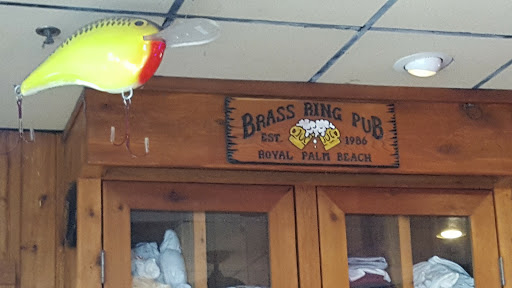 BRASS RING PUB
EST. 1986
ROYAL PALM BEACH